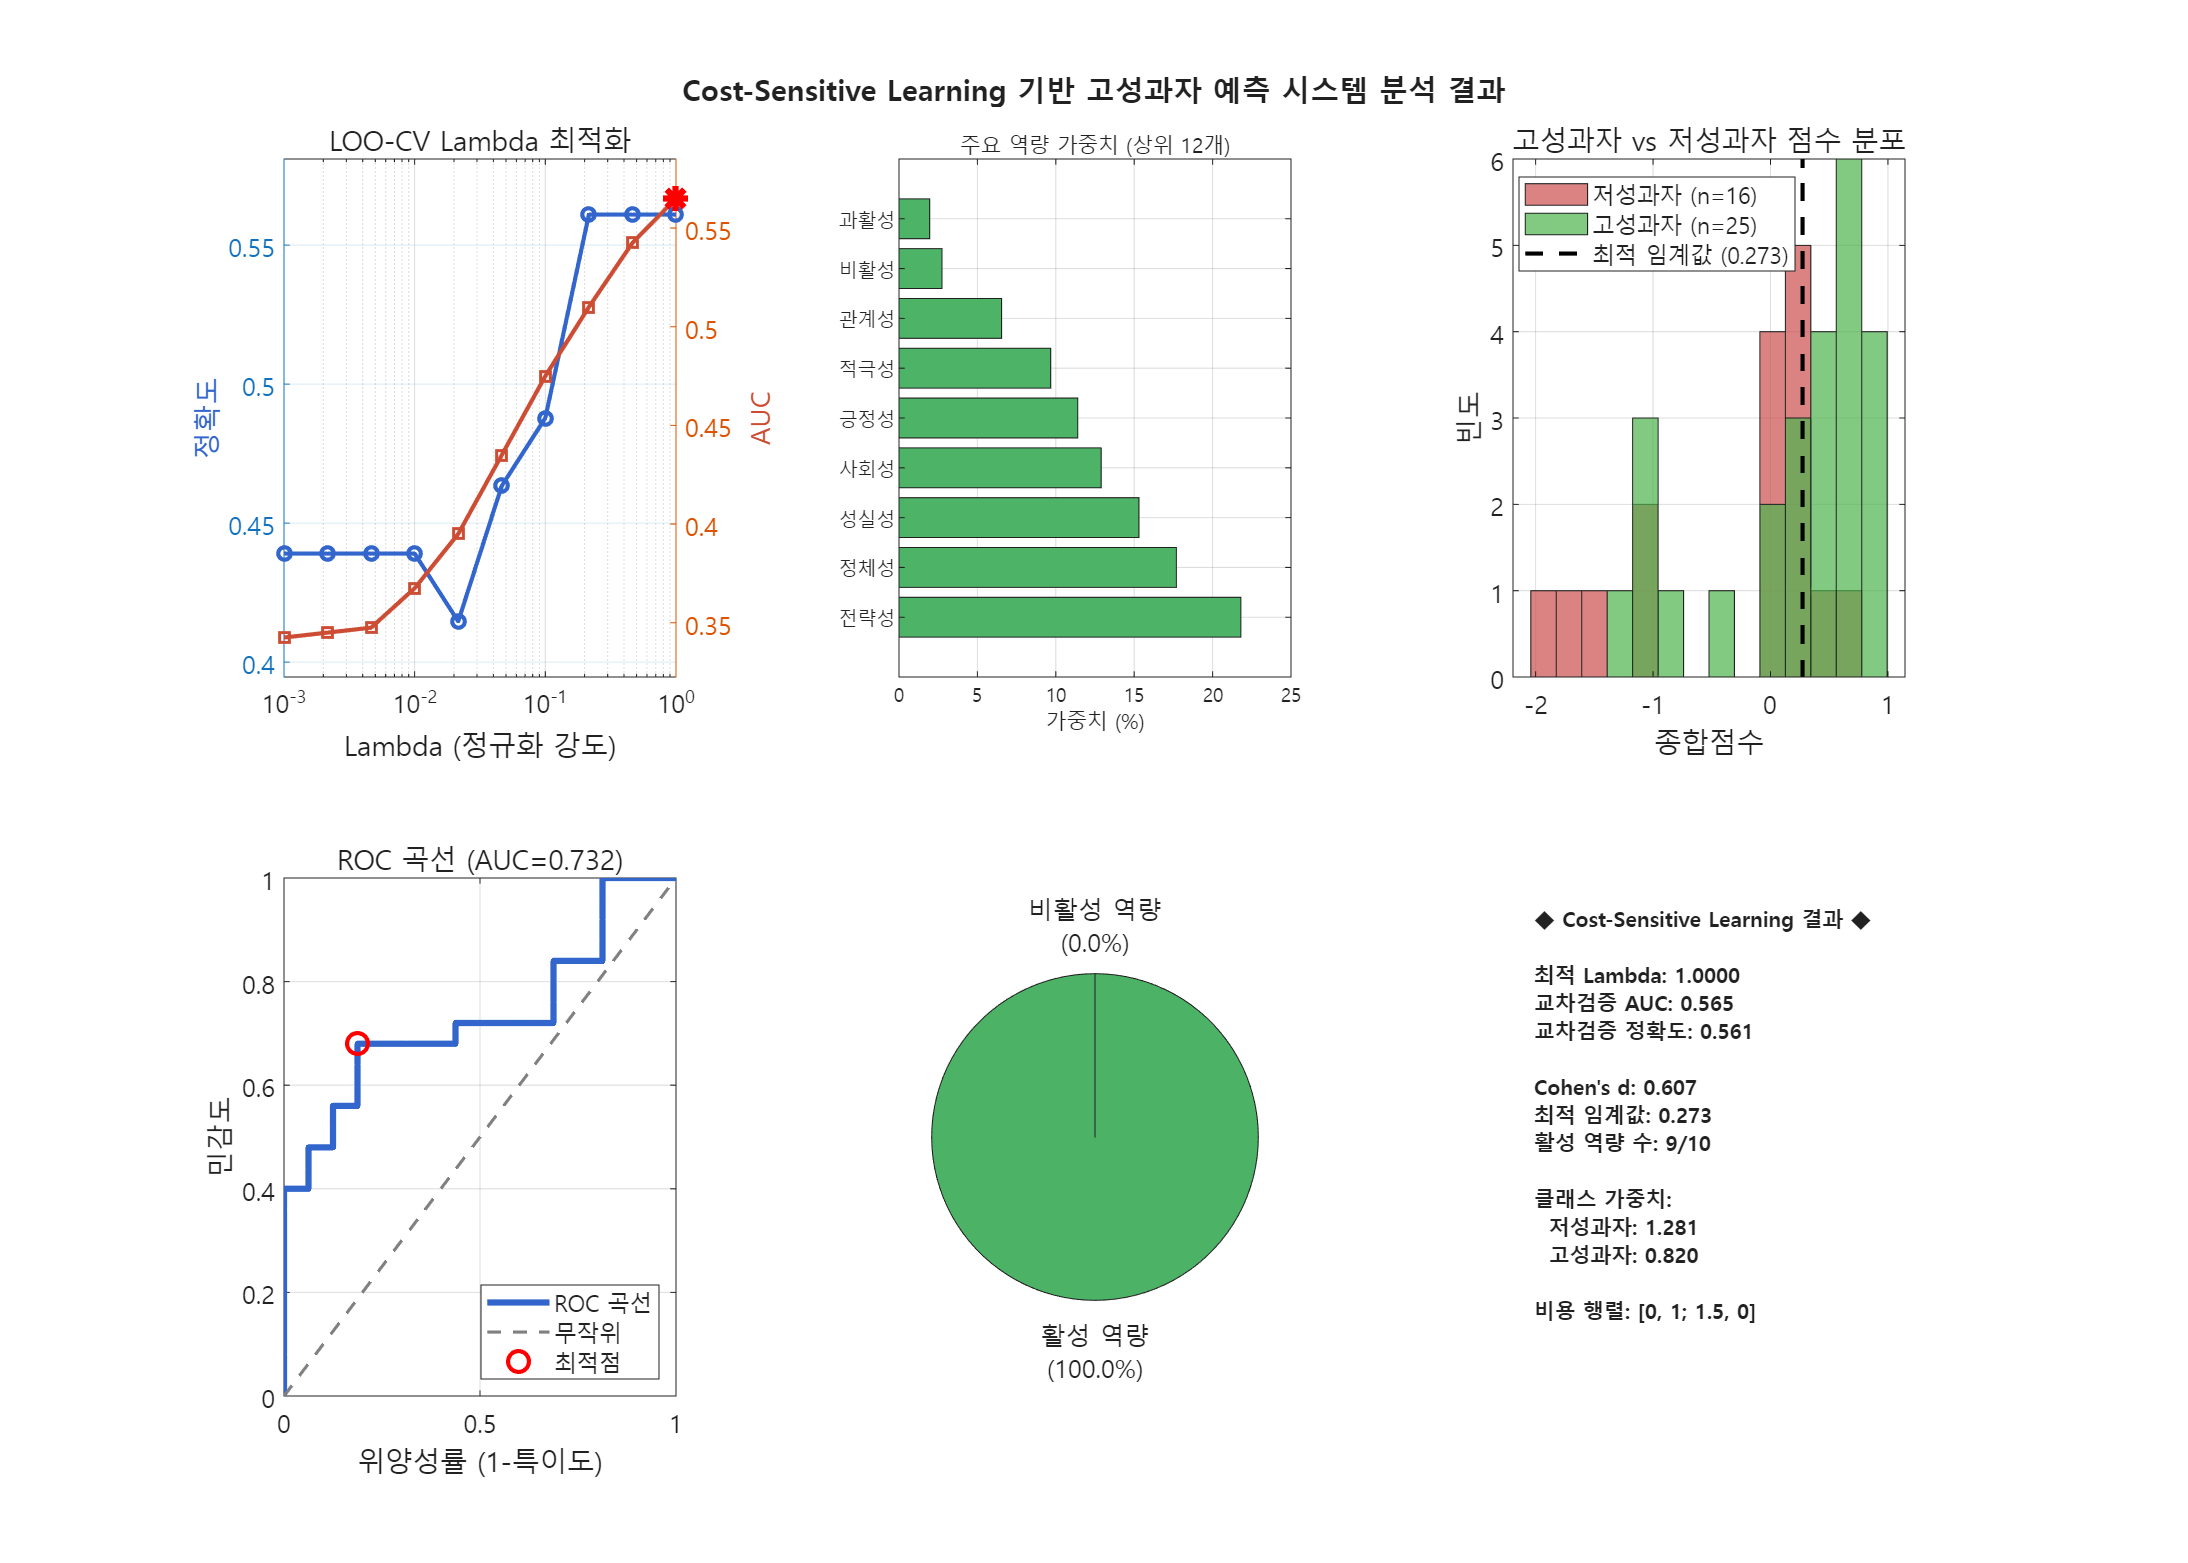 Cost-Sensitive Learning 기반 고성과자 예측 시스템 분석 결과
LOO-CV Lambda 최적화
정확도
0.55
0.5
0.45
0.4
AUC
0.55
0.5
0.45
0.4
0.35
10-3
10-2
10-1
100
Lambda (정규화 강도)
주요 역량 가중치 (상위 12개)
과활성
비활성
관계성
적극성
긍정성
사회성
성실성
정체성
전략성
0
5
10
15
20
25
가중치 (%)
고성과자 vs 저성과자 점수 분포
저성과자 (n=16)
고성과자 (n=25)
최적 임계값 (0.273)
빈도
6
5
4
3
2
1
0
-2
-1
0
1
종합점수
ROC 곡선 (AUC=0.732)
민감도
1
0.8
0.6
0.4
0.2
0
ROC 곡선
무작위
최적점
0
0.5
1
위양성률 (1-특이도)
비활성 역량
(0.0%)
활성 역량
(100.0%)
◆ Cost-Sensitive Learning 결과 ◆
최적 Lambda: 1.0000
교차검증 AUC: 0.565
교차검증 정확도: 0.561
Cohen's d: 0.607
최적 임계값: 0.273
활성 역량 수: 9/10
클래스 가중치:
저성과자: 1.281
고성과자: 0.820
비용 행렬: [0, 1; 1.5, 0]